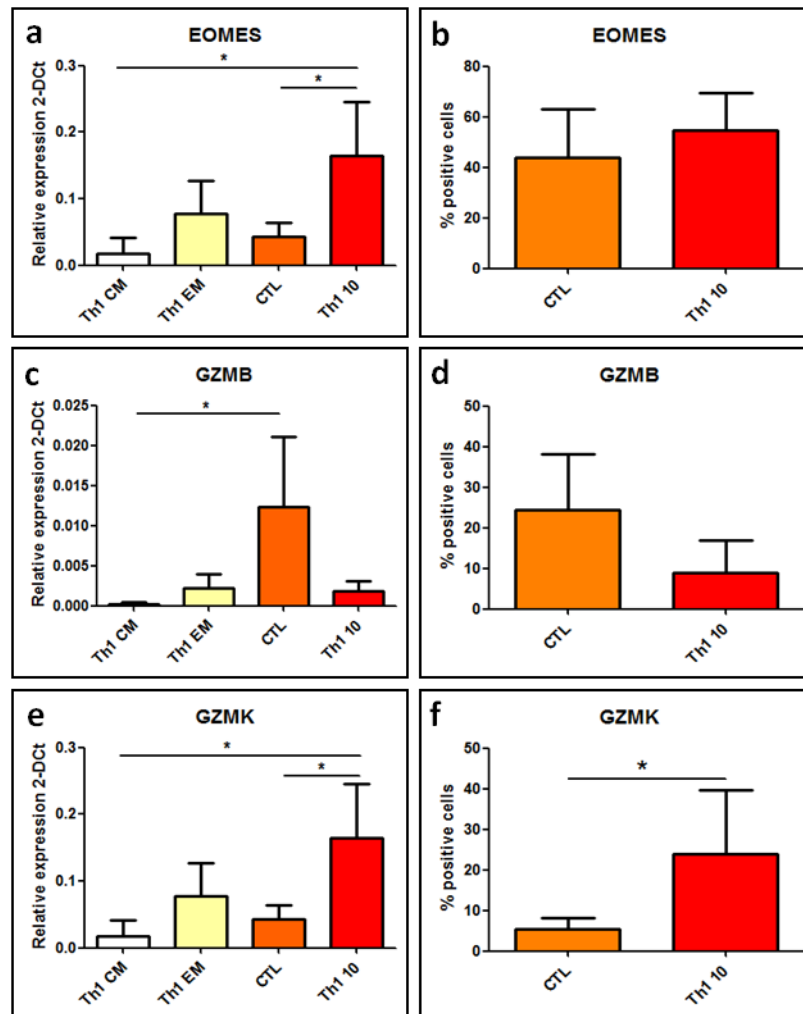 a
EOMES
Relative expression 2-DCt
0.3
0.2
0.1
0.0
*
*
Th1 CM
Th1 EM
CTL
Th1 10
b
EOMES
% positive cells
80
60
40
20
0
CTL
Th1 10
c
GZMB
Relative expression 2-DCt
0.025
0.020
0.015
0.010
0.005
0.000
*
Th1 CM
Th1 EM
CTL
Th1 10
d
GZMB
% positive cells
50
40
30
20
10
0
CTL
Th1 10
e
GZMK
Relative expression 2-DCt
0.3
0.2
0.1
0.0
*
*
Th1 CM
Th1 EM
CTL
Th1 10
f
GZMK
% positive cells
50
40
30
20
10
0
*
CTL
Th1 10